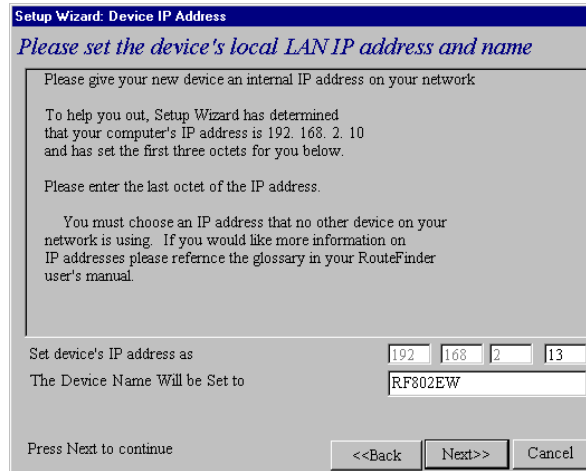 Setup Wizard: Device IP Address
Please set the device's local LAN IP address and name
Please give your new device an internal IP address on your network
To help you out, Setup Wizard has determined
that your computer's IP address is 192. 168. 2. 10
and has set the first three octets for you below.
Please enter the last octet of the IP address.
You must choose an IP address that no other device on your
network is using. If you would like more information on
IP addresses please refernce the glossary in your RouteFinder
user's manual.
Set device's IP address as 192 168 2 13
The Device Name Will be Set to RF802EW
Press Next to continue <<Back Next>> Cancel